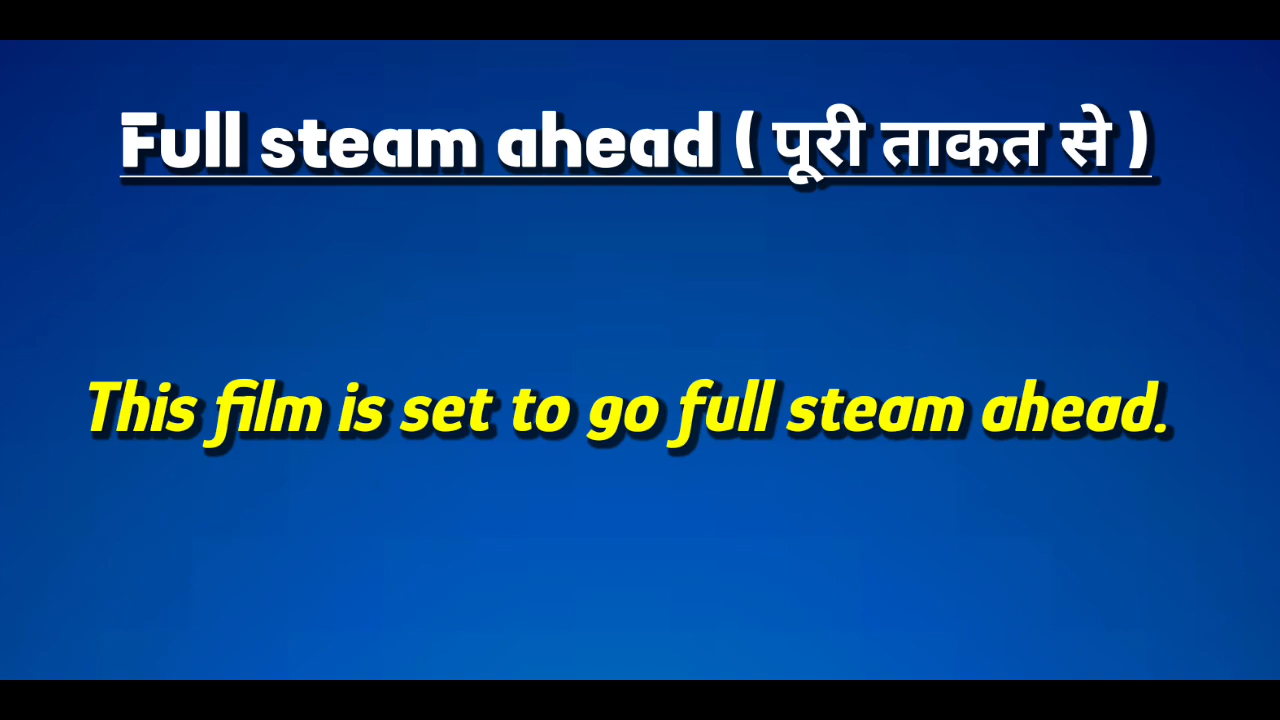 Full steam ahead ( पूरी ताकत से )
This film is set to go full steam ahead.